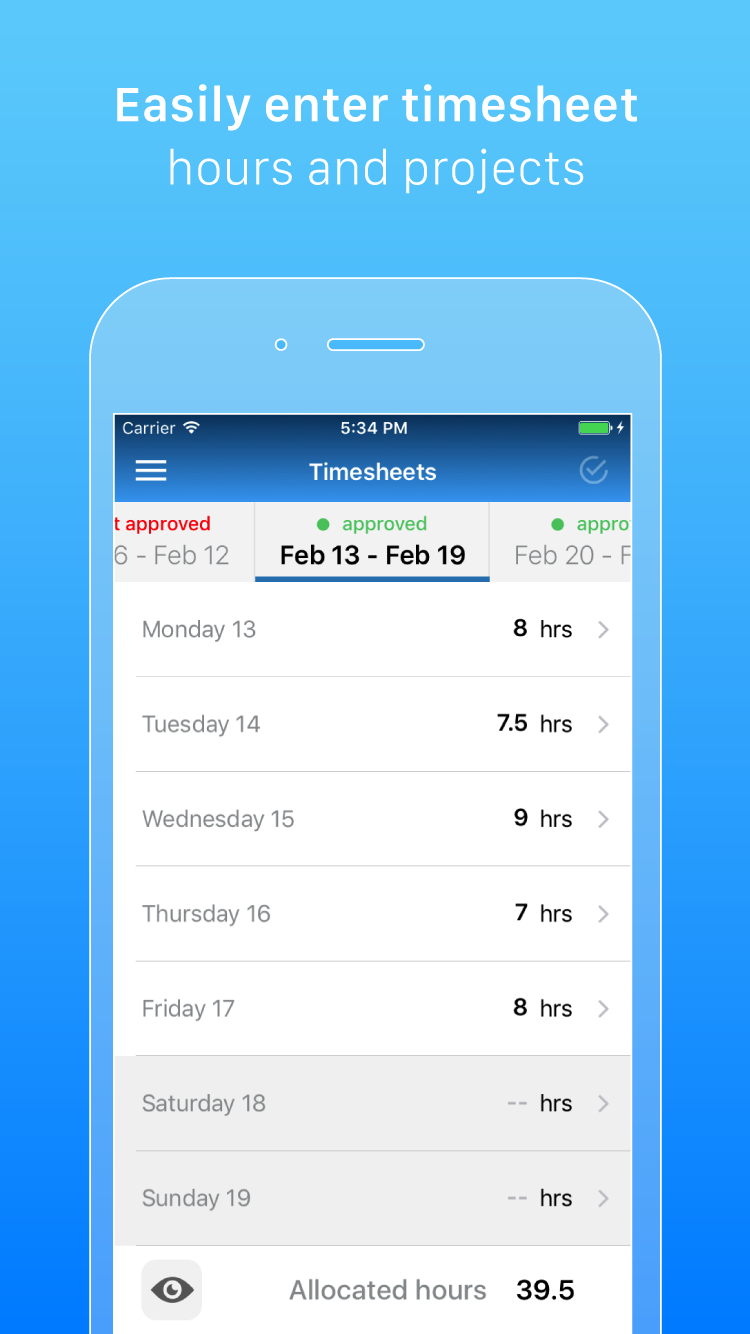 Easily enter timesheet
hours and projects
Carrier 5:34 PM
Timesheets
t approved approved appro
6 - Feb 12 Feb 13 - Feb 19 Feb 20 - F
Monday 13 8 hrs
Tuesday 14 7.5 hrs
Wednesday 15 9 hrs
Thursday 16 7 hrs
Friday 17 8 hrs
Saturday 18 -- hrs
Sunday 19 -- hrs
Allocated hours 39.5